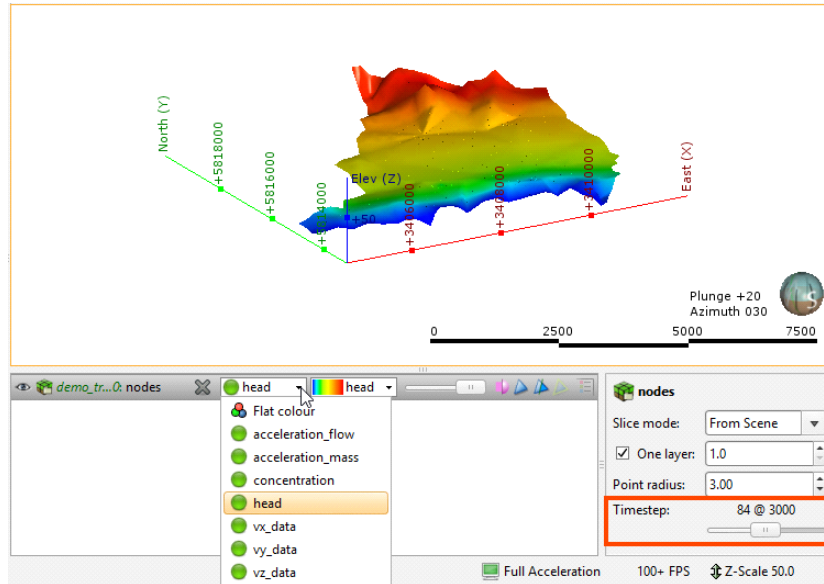 North (Y)
+5818000
+5816000
Elev (Z)
+50
East (X)
+3408000
+3410000
Plunge +20
Azimuth 030
0 2500 5000 7500
demo_tr...0: nodes head head
Flat colour
acceleration_flow
acceleration_mass
concentration
head
vx_data
vy_data
vz_data
nodes
Slice mode: From Scene
One layer: 1.0
Point radius: 3.00
Timestep: 84 @ 3000
Full Acceleration 100+ FPS Z-Scale 50.0